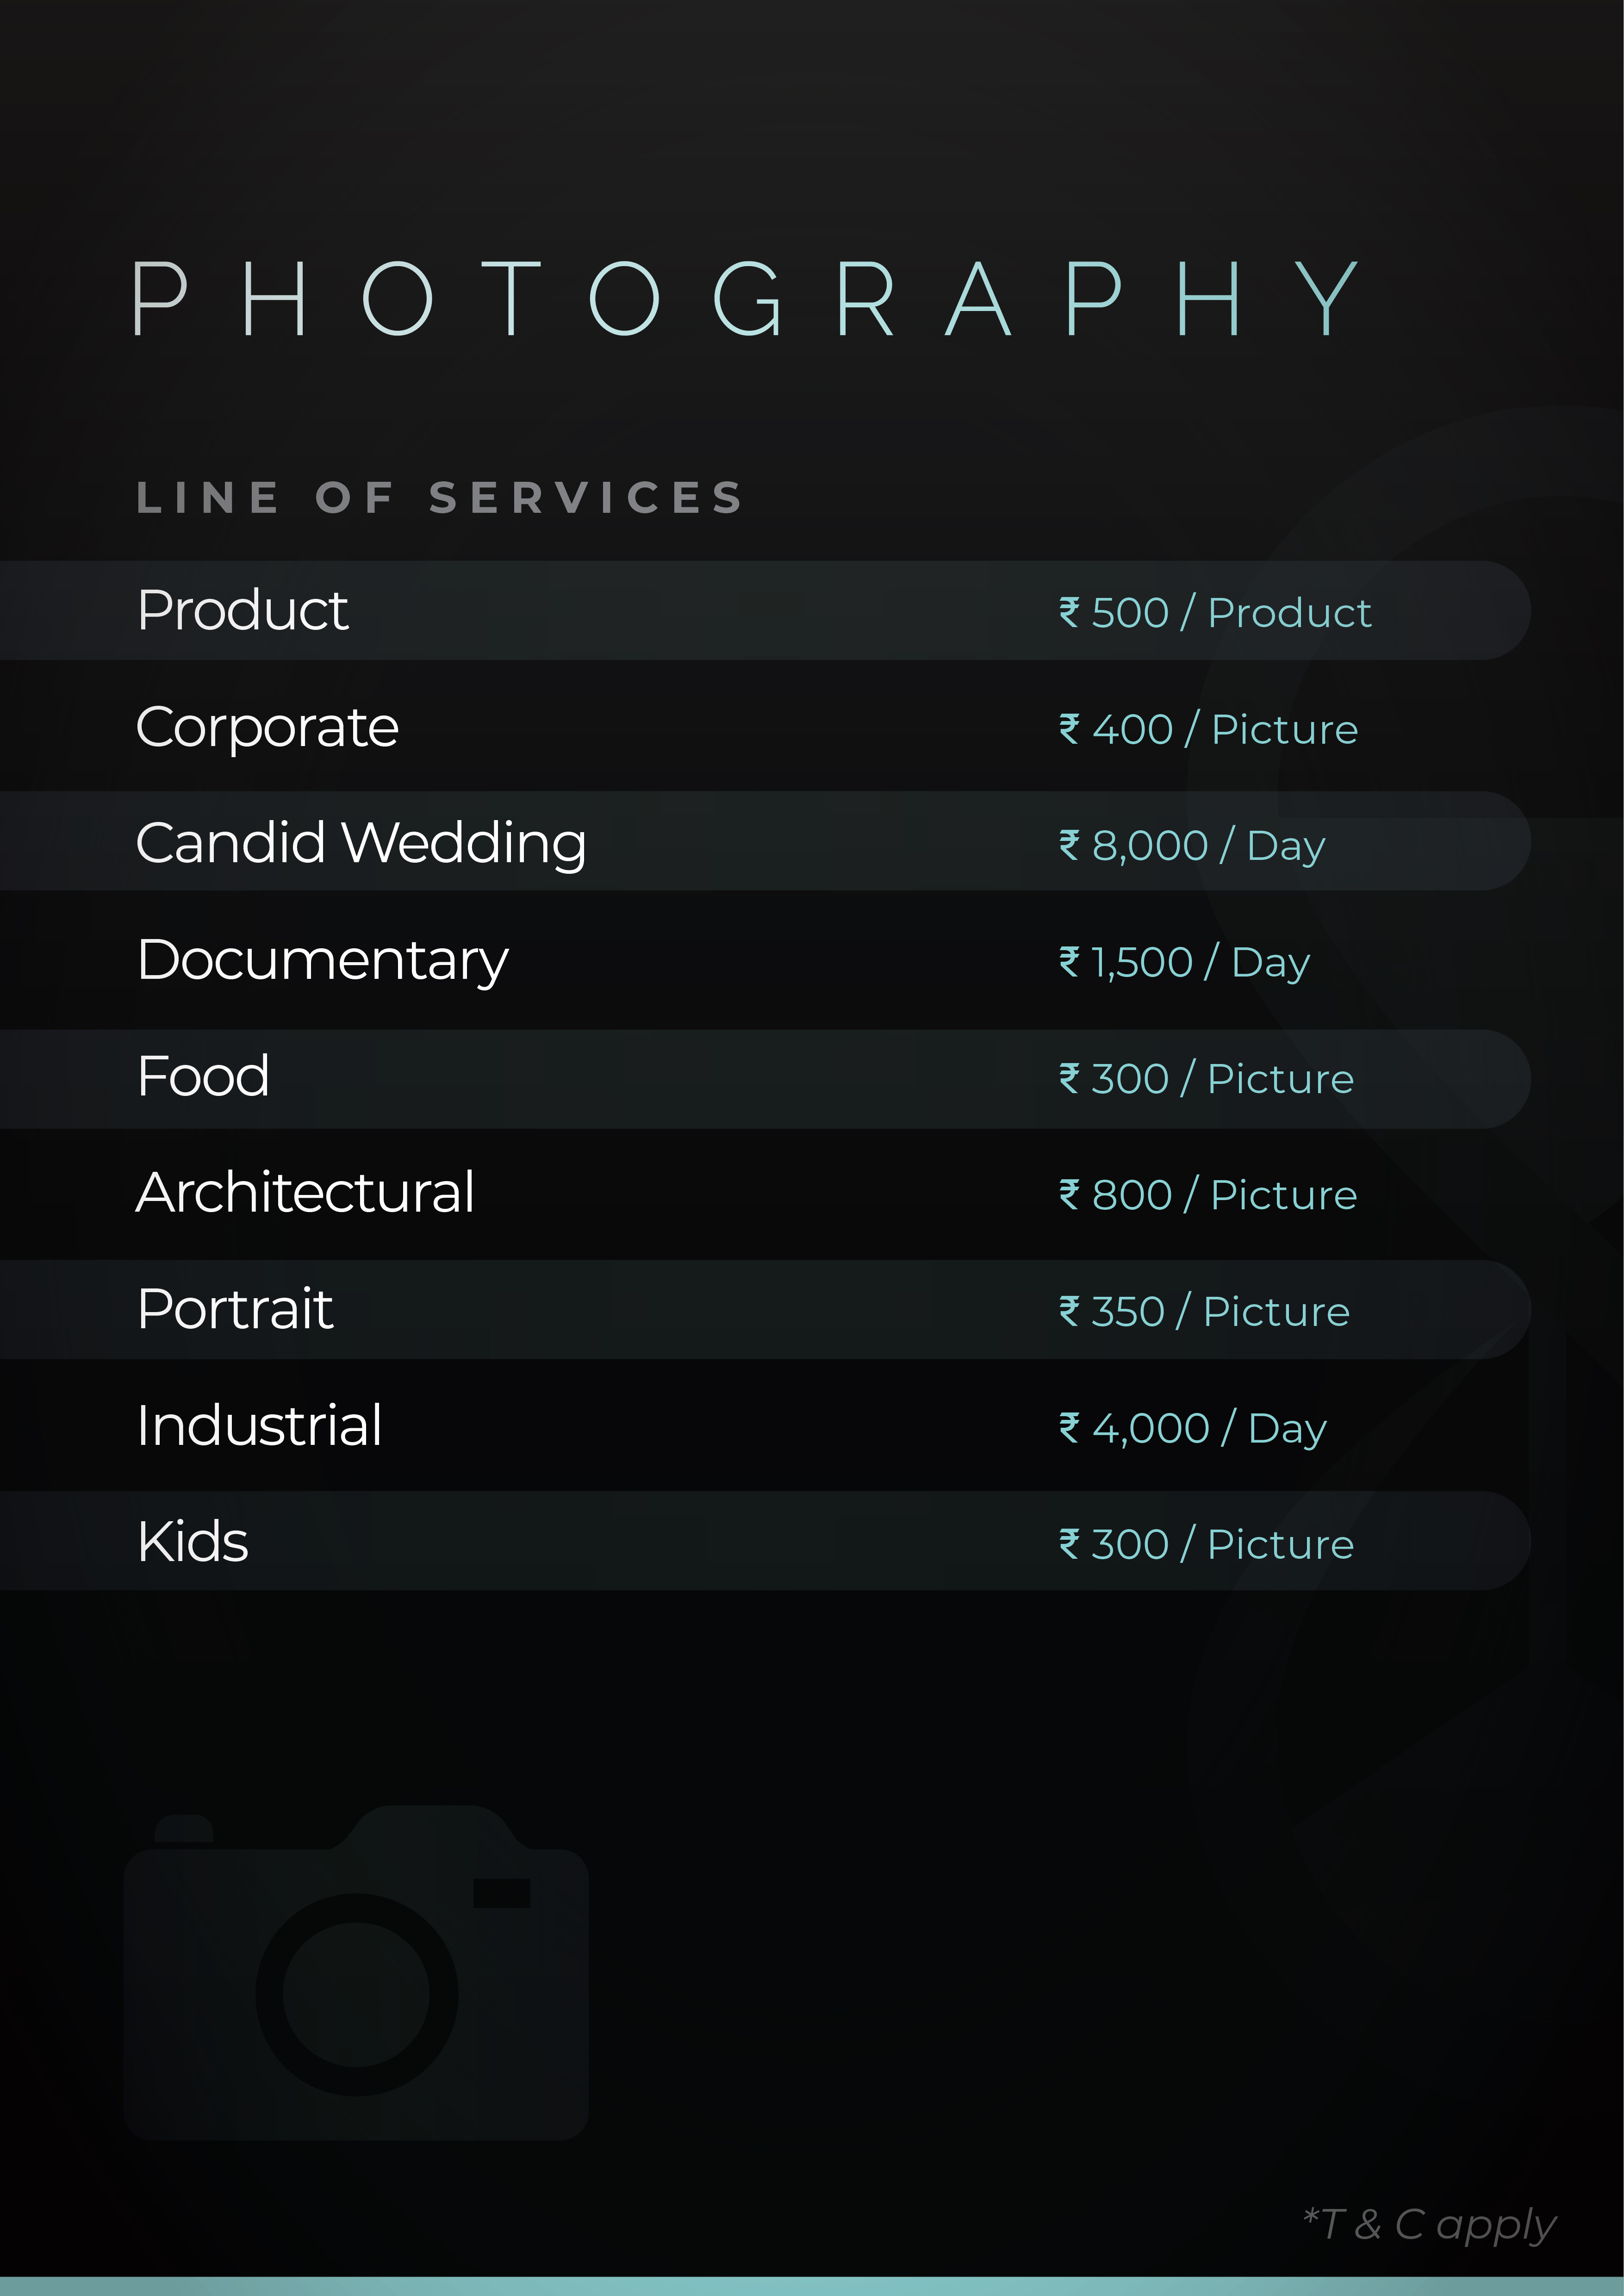 PHOTOGRAPHY
LINE OF SERVICES
Product ₹ 500 / Product
Corporate ₹ 400 / Picture
Candid Wedding ₹ 8,000 / Day
Documentary ₹ 1,500 / Day
Food ₹ 300 / Picture
Architectural ₹ 800 / Picture
Portrait ₹ 350 / Picture
Industrial ₹ 4,000 / Day
Kids ₹ 300 / Picture
*T & C apply